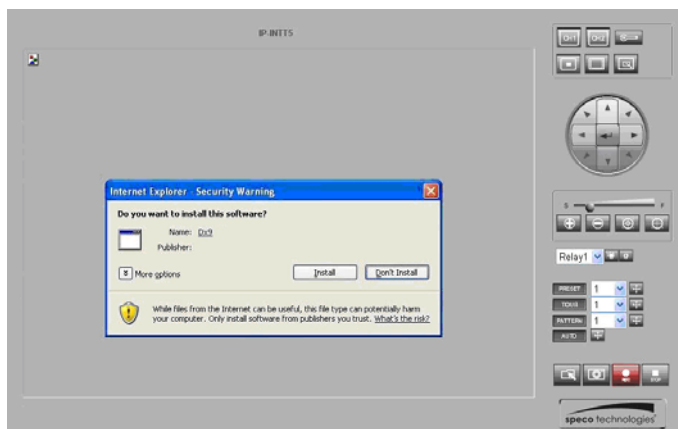 IP-INTT5
CH1 CH2
Internet Explorer - Security Warning
Do you want to install this software?
Name: Dx9
Publisher:
More options
Install
Don't Install
While files from the Internet can be useful, this file type can potentially harm
your computer. Only install software from publishers you trust. What's the risk?
S F
Relay1
PRESET 1
TOUR 1
PATTERN 1
AUTO
REC STOP
speco technologies